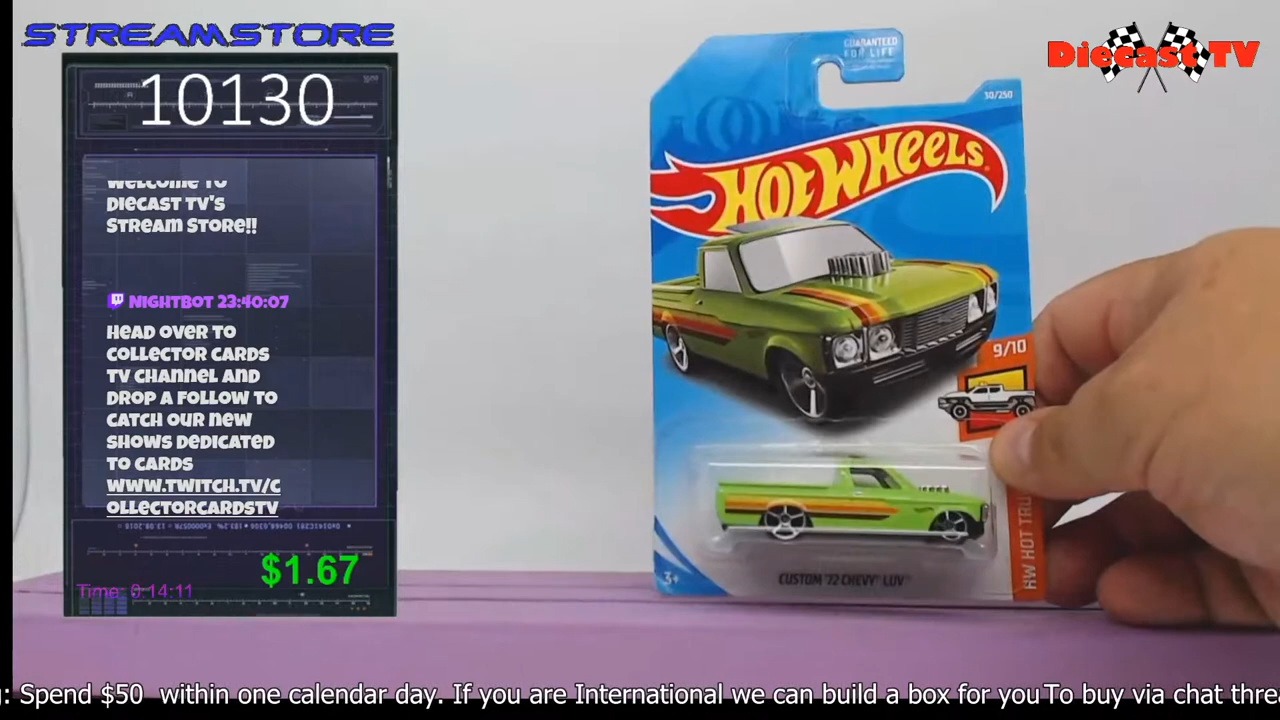 STREAMSTORE
10130
WELCOME TO
DIECAST TV'S
STREAM STORE!!
NIGHTBOT 23:40:07
HEAD OVER TO
COLLECTOR CARDS
TV CHANNEL AND
DROP A FOLLOW TO
CATCH OUR NEW
SHOWS DEDICATED
TO CARDS
WWW.TWITCH.TV/C
OLLECTORCARDSTV
$1.67
Time: 0:14:11
Diecast TV
GUARANTEED
FOR LIFE
30/250
HOT WHEELS
9/10
HW HOT TRU
3+
CUSTOM '72 CHEVY LUV
g: Spend $50 within one calendar day. If you are International we can build a box for you To buy via chat threa